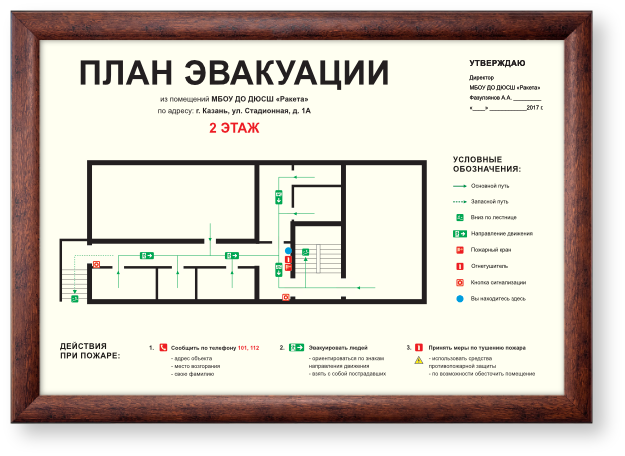 ПЛАН ЭВАКУАЦИИ
из помещений МБОУ ДО ДЮСШ «Ракета»
по адресу: г. Казань, ул. Стадионная, д. 1А
2 ЭТАЖ
УТВЕРЖДАЮ
Директор
МБОУ ДО ДЮСШ «Ракета»
Фазулзянов А.А. _________
«____» ____________2017 г.
УСЛОВНЫЕ
ОБОЗНАЧЕНИЯ:
Основной путь
Запасной путь
Вниз по лестнице
Направление движения
Пожарный кран
Огнетушитель
Кнопка сигнализации
Вы находитесь здесь
ДЕЙСТВИЯ
ПРИ ПОЖАРЕ:
1. Сообщить по телефону 101, 112
- адрес объекта
- место возгорания
- свою фамилию
2. Эвакуировать людей
- ориентироваться по знакам
направления движения
- взять с собой пострадавших
3. Принять меры по тушению пожара
- использовать средства
противопожарной защиты
- по возможности обесточить помещение